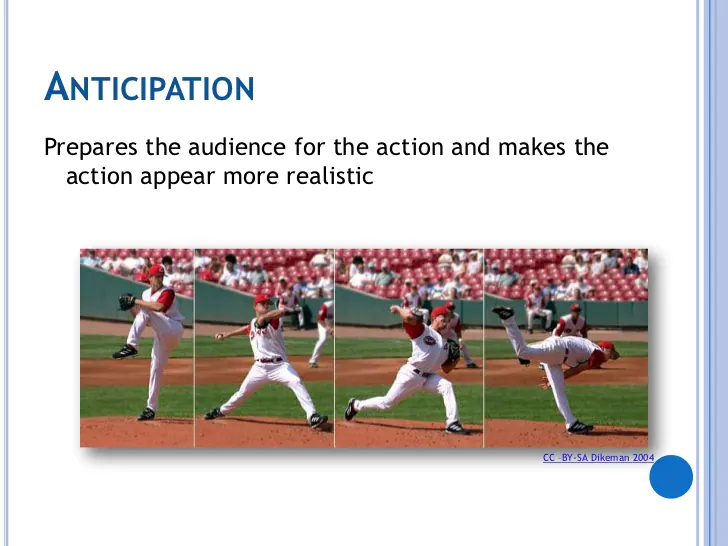 ANTICIPATION
Prepares the audience for the action and makes the
action appear more realistic
CC -BY-SA Dikeman 2004